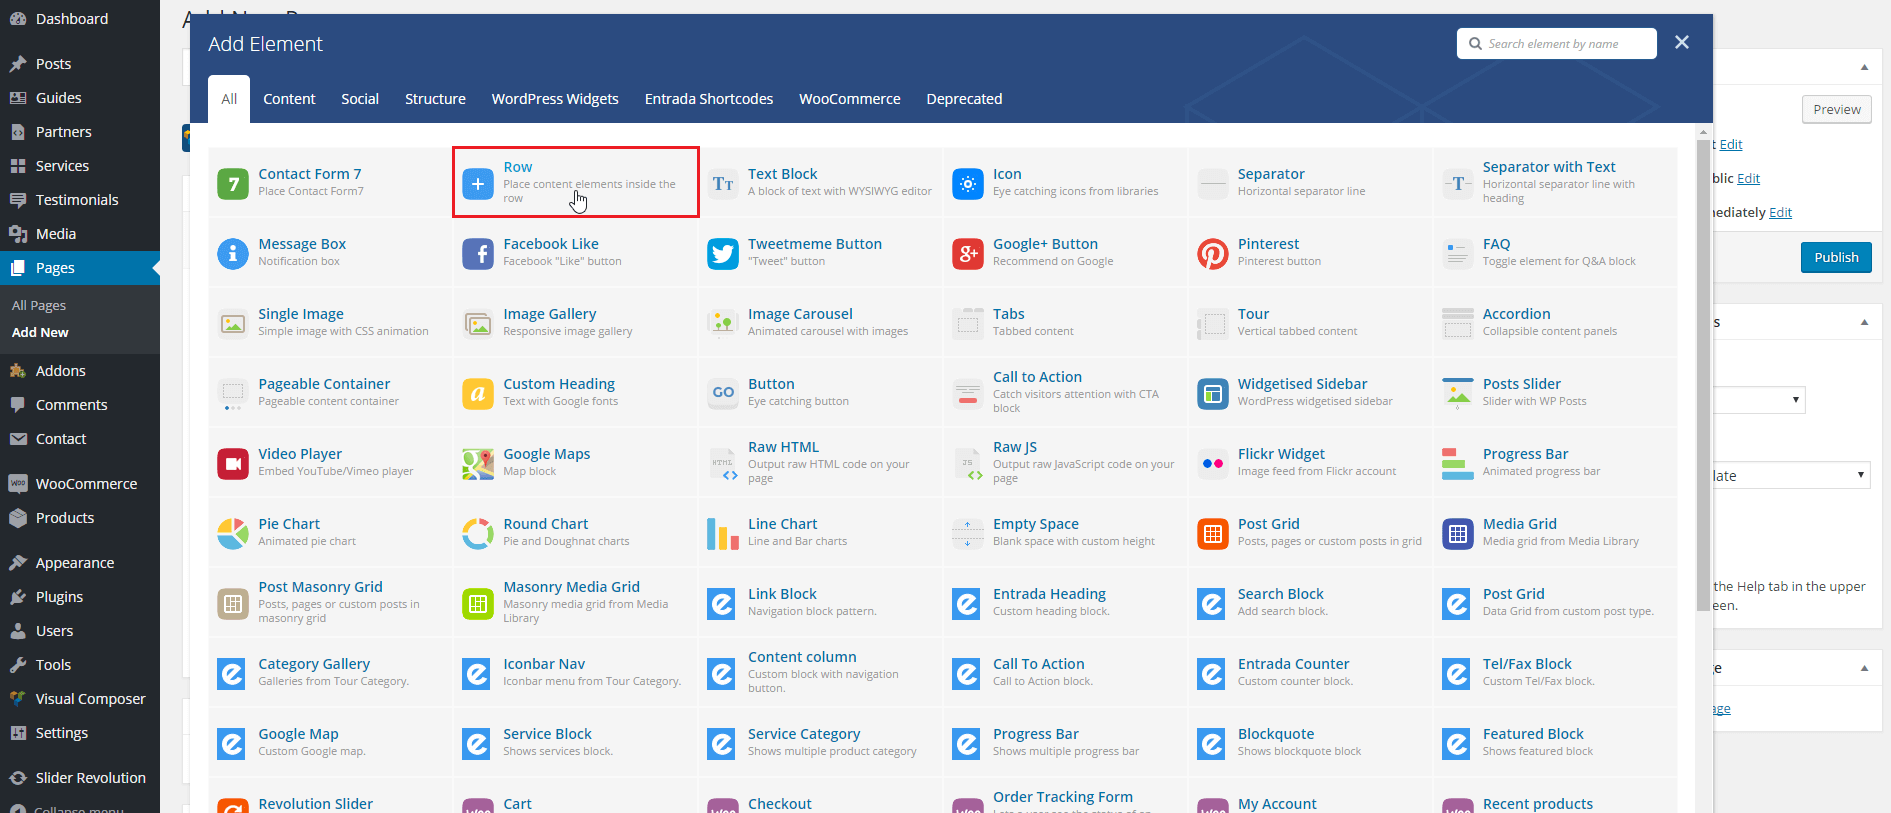 Dashboard
Posts
Guides
Partners
Services
Testimonials
Media
Pages
All Pages
Add New
Addons
Comments
Contact
WooCommerce
Products
Appearance
Plugins
Users
Tools
Visual Composer
Settings
Slider Revolution
Collapse menu
Add Element
Search element by name
All Content Social Structure WordPress Widgets Entrada Shortcodes WooCommerce Deprecated
Contact Form 7
Place Contact Form7
Row
Place content elements inside the
row
Text Block
A block of text with WYSIWYG editor
Icon
Eye catching icons from libraries
Separator
Horizontal separator line
Separator with Text
Horizontal separator line with
heading
Message Box
Notification box
Facebook Like
Facebook "Like" button
Tweetmeme Button
"Tweet" button
Google+ Button
Recommend on Google
Pinterest
Pinterest button
FAQ
Toggle element for Q&A block
Single Image
Simple image with CSS animation
Image Gallery
Responsive image gallery
Image Carousel
Animated carousel with images
Tabs
Tabbed content
Tour
Vertical tabbed content
Accordion
Collapsible content panels
Pageable Container
Pageable content container
Custom Heading
Text with Google fonts
GO
Button
Eye catching button
Call to Action
Catch visitors attention with CTA
block
Widgetised Sidebar
WordPress widgetised sidebar
Posts Slider
Slider with WP Posts
Video Player
Embed YouTube/Vimeo player
Google Maps
Map block
HTML
Raw HTML
Output raw HTML code on your
page
JS
Raw JS
Output raw JavaScript code on your
page
Flickr Widget
Image feed from Flickr account
Progress Bar
Animated progress bar
Pie Chart
Animated pie chart
Round Chart
Pie and Doughnat charts
Line Chart
Line and Bar charts
Empty Space
Blank space with custom height
Post Grid
Posts, pages or custom posts in grid
Media Grid
Media grid from Media Library
Post Masonry Grid
Posts, pages or custom posts in
masonry grid
Masonry Media Grid
Masonry media grid from Media
Library
Link Block
Navigation block pattern.
Entrada Heading
Custom heading block.
Search Block
Add search block.
Post Grid
Data Grid from custom post type.
Category Gallery
Galleries from Tour Category.
Iconbar Nav
Iconbar menu from Tour Category.
Content column
Custom block with navigation
button.
Call To Action
Call to Action block.
Entrada Counter
Custom counter block.
Tel/Fax Block
Custom Tel/Fax block.
Google Map
Custom Google map.
Service Block
Shows services block.
Service Category
Shows multiple product category
Progress Bar
Shows multiple progress bar
Blockquote
Shows blockquote block
Featured Block
Shows featured block
Revolution Slider
Cart
Checkout
Order Tracking Form
My Account
Recent products
Preview
Edit
blic Edit
nediately Edit
Publish
late
the Help tab in the upper
een.
age